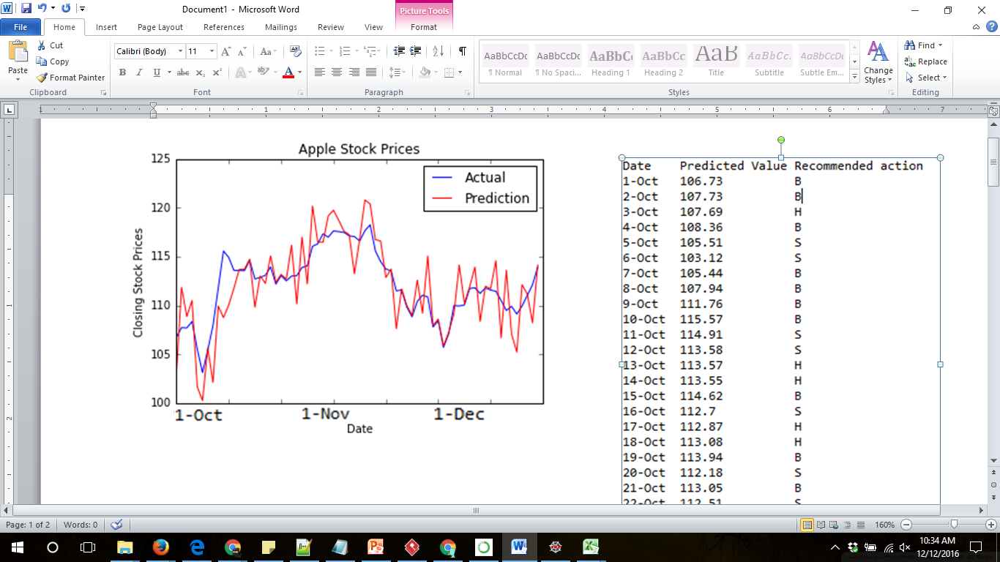 Document1 - Microsoft Word
Picture Tools
File Home Insert Page Layout References Mailings Review View Format
Paste
Cut
Copy
Format Painter
Clipboard
Calibri (Body) 11
Font
Paragraph
AaBbCcDc AaBbCcDc AaBbC AaBbCc AaB AaBbCc. AaBbCcDc
¶ Normal ¶ No Spaci... Heading 1 Heading 2 Title Subtitle Subtle Em...
Change
Styles
Styles
Find
Replace
Select
Editing
1 1 2 3 4 5 6 7
Apple Stock Prices
125
120
115
110
105
100
Closing Stock Prices
Actual
Prediction
1-Oct 1-Nov 1-Dec
Date
Date Predicted Value Recommended action
1-Oct 106.73 B
2-Oct 107.73 B
3-Oct 107.69 H
4-Oct 108.36 B
5-Oct 105.51 S
6-Oct 103.12 S
7-Oct 105.44 B
8-Oct 107.94 B
9-Oct 111.76 B
10-Oct 115.57 B
11-Oct 114.91 S
12-Oct 113.58 S
13-Oct 113.57 H
14-Oct 113.55 H
15-Oct 114.62 B
16-Oct 112.7 S
17-Oct 112.87 H
18-Oct 113.08 H
19-Oct 113.94 B
20-Oct 112.18 S
21-Oct 113.05 B
22-Oct 112.51 S
Page: 1 of 2 Words: 0 160%
10:34 AM
12/12/2016